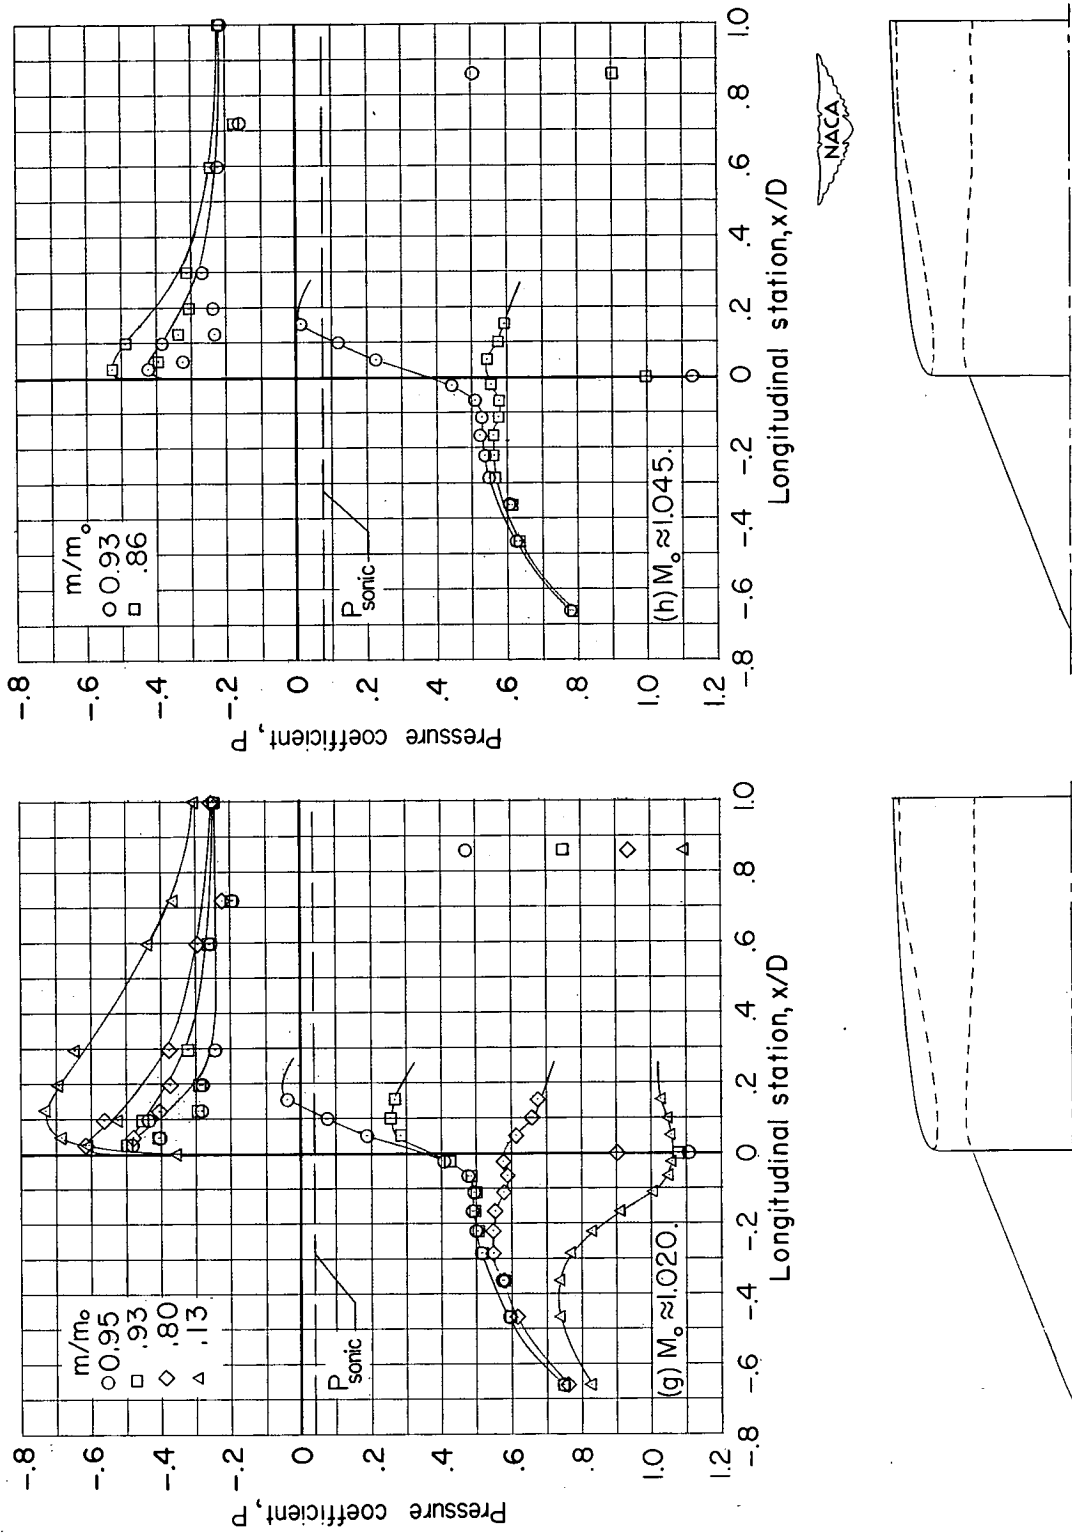 m/m₀
○ 0.95
□ .93
◇ .80
△ .13
P sonic
(g) M₀ ≈ 1.020.
-.8
-.6
-.4
-.2
0
.2
.4
.6
.8
1.0
1.2
Pressure coefficient, P
-.8 -.6 -.4 -.2 0 .2 .4 .6 .8 1.0
Longitudinal station, x/D
m/m₀
○ 0.93
□ .86
P sonic
(h) M₀ ≈ 1.045.
-.8
-.6
-.4
-.2
0
.2
.4
.6
.8
1.0
1.2
Pressure coefficient, P
-.8 -.6 -.4 -.2 0 .2 .4 .6 .8 1.0
Longitudinal station, x/D
NACA